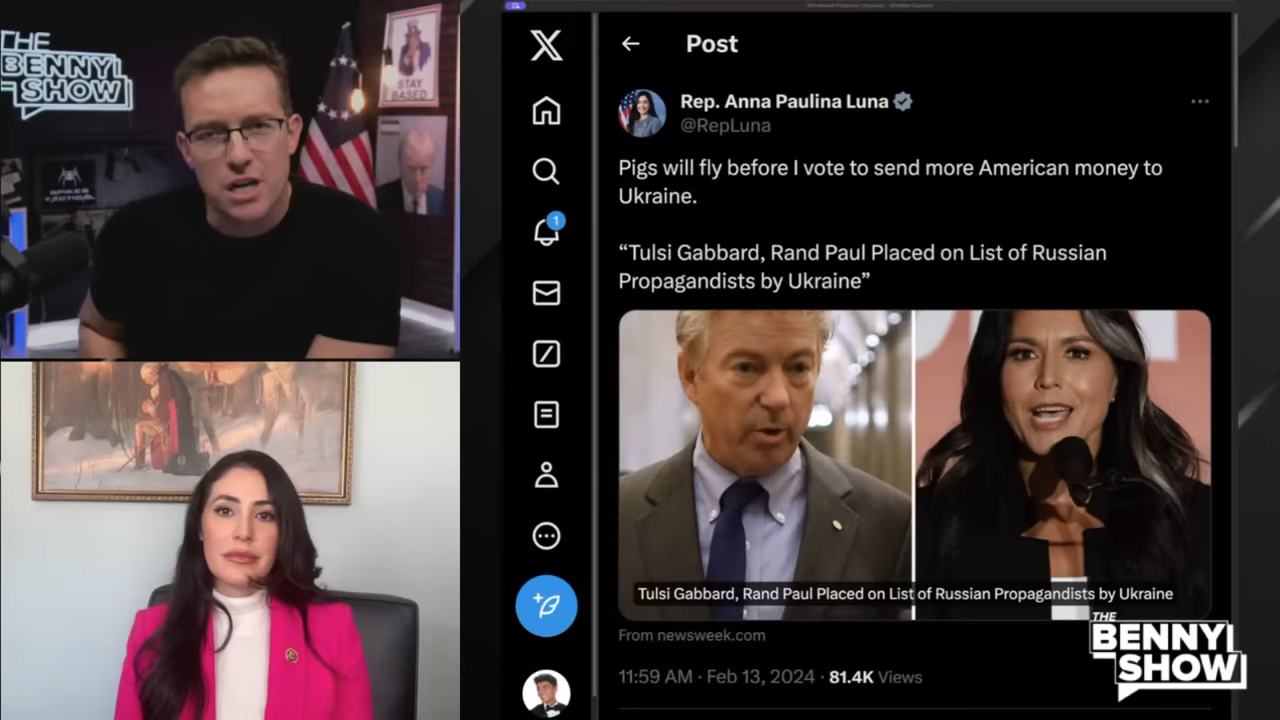 THE
BENNY
SHOW
STAY
BASED
Post
Rep. Anna Paulina Luna
@RepLuna
Pigs will fly before I vote to send more American money to
Ukraine.
“Tulsi Gabbard, Rand Paul Placed on List of Russian
Propagandists by Ukraine”
1
Tulsi Gabbard, Rand Paul Placed on List of Russian Propagandists by Ukraine
From newsweek.com
11:59 AM · Feb 13, 2024 · 81.4K Views
THE
BENNY
SHOW